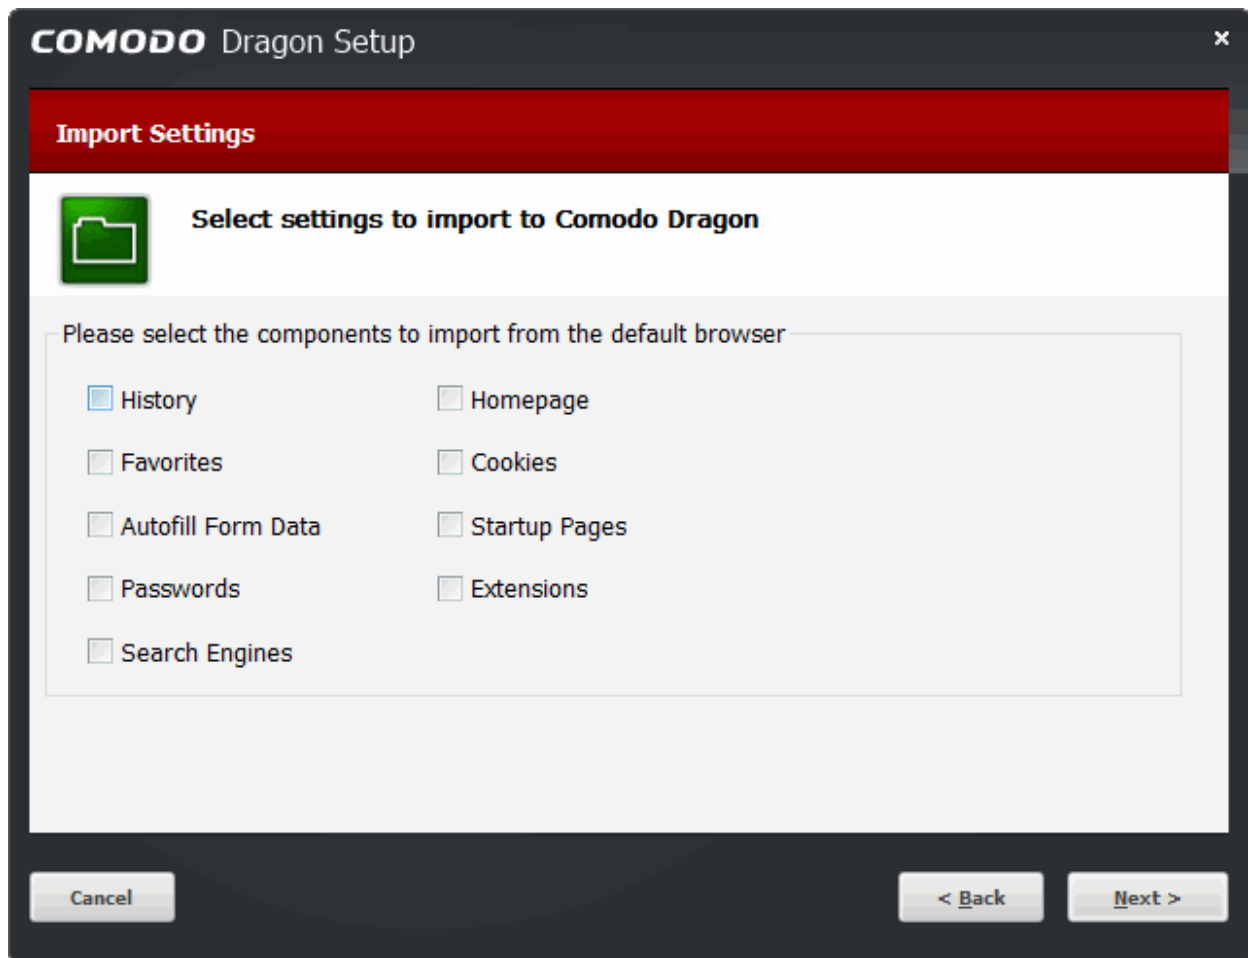 COMODO Dragon Setup
Import Settings
Select settings to import to Comodo Dragon
Please select the components to import from the default browser
History
Homepage
Favorites
Cookies
Autofill Form Data
Startup Pages
Passwords
Extensions
Search Engines
Cancel
< Back
Next >